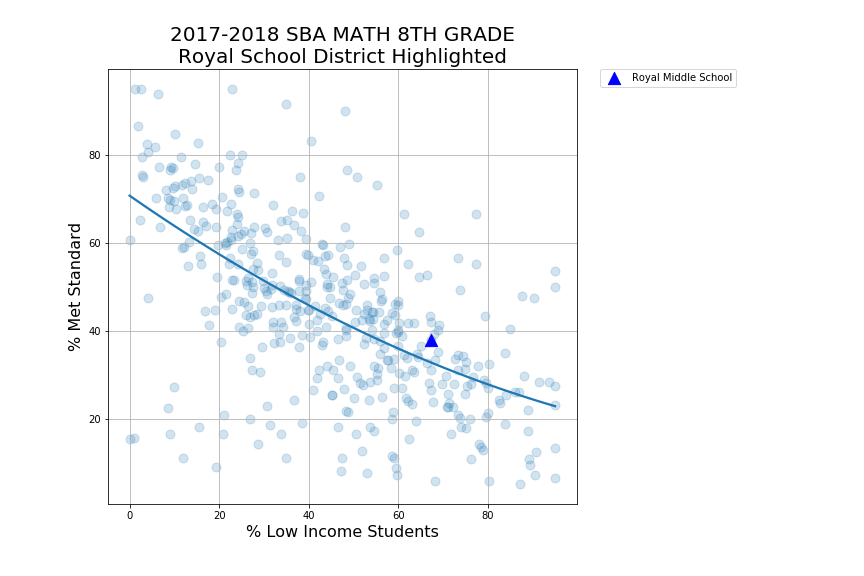 2017-2018 SBA MATH 8TH GRADE
Royal School District Highlighted
Royal Middle School
% Met Standard
80
60
40
20
0
20
40
60
80
% Low Income Students